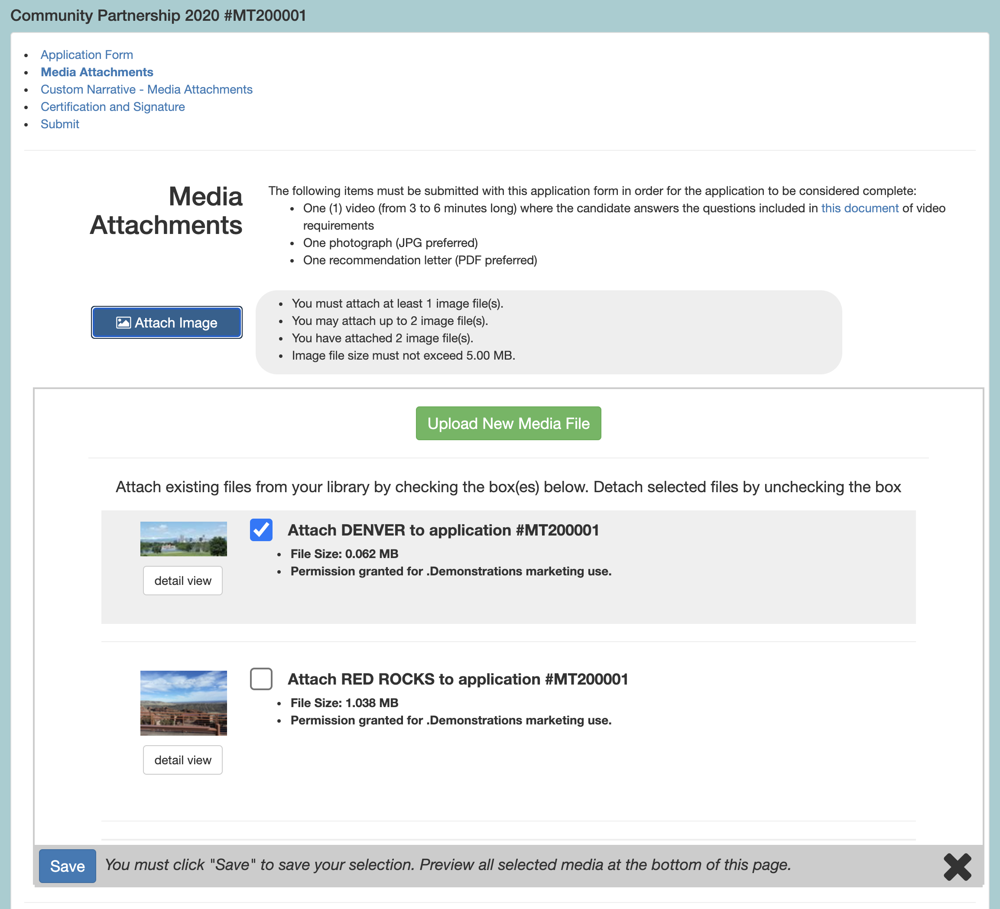 Community Partnership 2020 #MT200001
Application Form
Media Attachments
Custom Narrative - Media Attachments
Certification and Signature
Submit
Media
Attachments
The following items must be submitted with this application form in order for the application to be considered complete:
One (1) video (from 3 to 6 minutes long) where the candidate answers the questions included in this document of video
requirements
One photograph (JPG preferred)
One recommendation letter (PDF preferred)
Attach Image
You must attach at least 1 image file(s).
You may attach up to 2 image file(s).
You have attached 2 image file(s).
Image file size must not exceed 5.00 MB.
Upload New Media File
Attach existing files from your library by checking the box(es) below. Detach selected files by unchecking the box
Attach DENVER to application #MT200001
File Size: 0.062 MB
Permission granted for .Demonstrations marketing use.
detail view
Attach RED ROCKS to application #MT200001
File Size: 1.038 MB
Permission granted for .Demonstrations marketing use.
detail view
Save
You must click "Save" to save your selection. Preview all selected media at the bottom of this page.